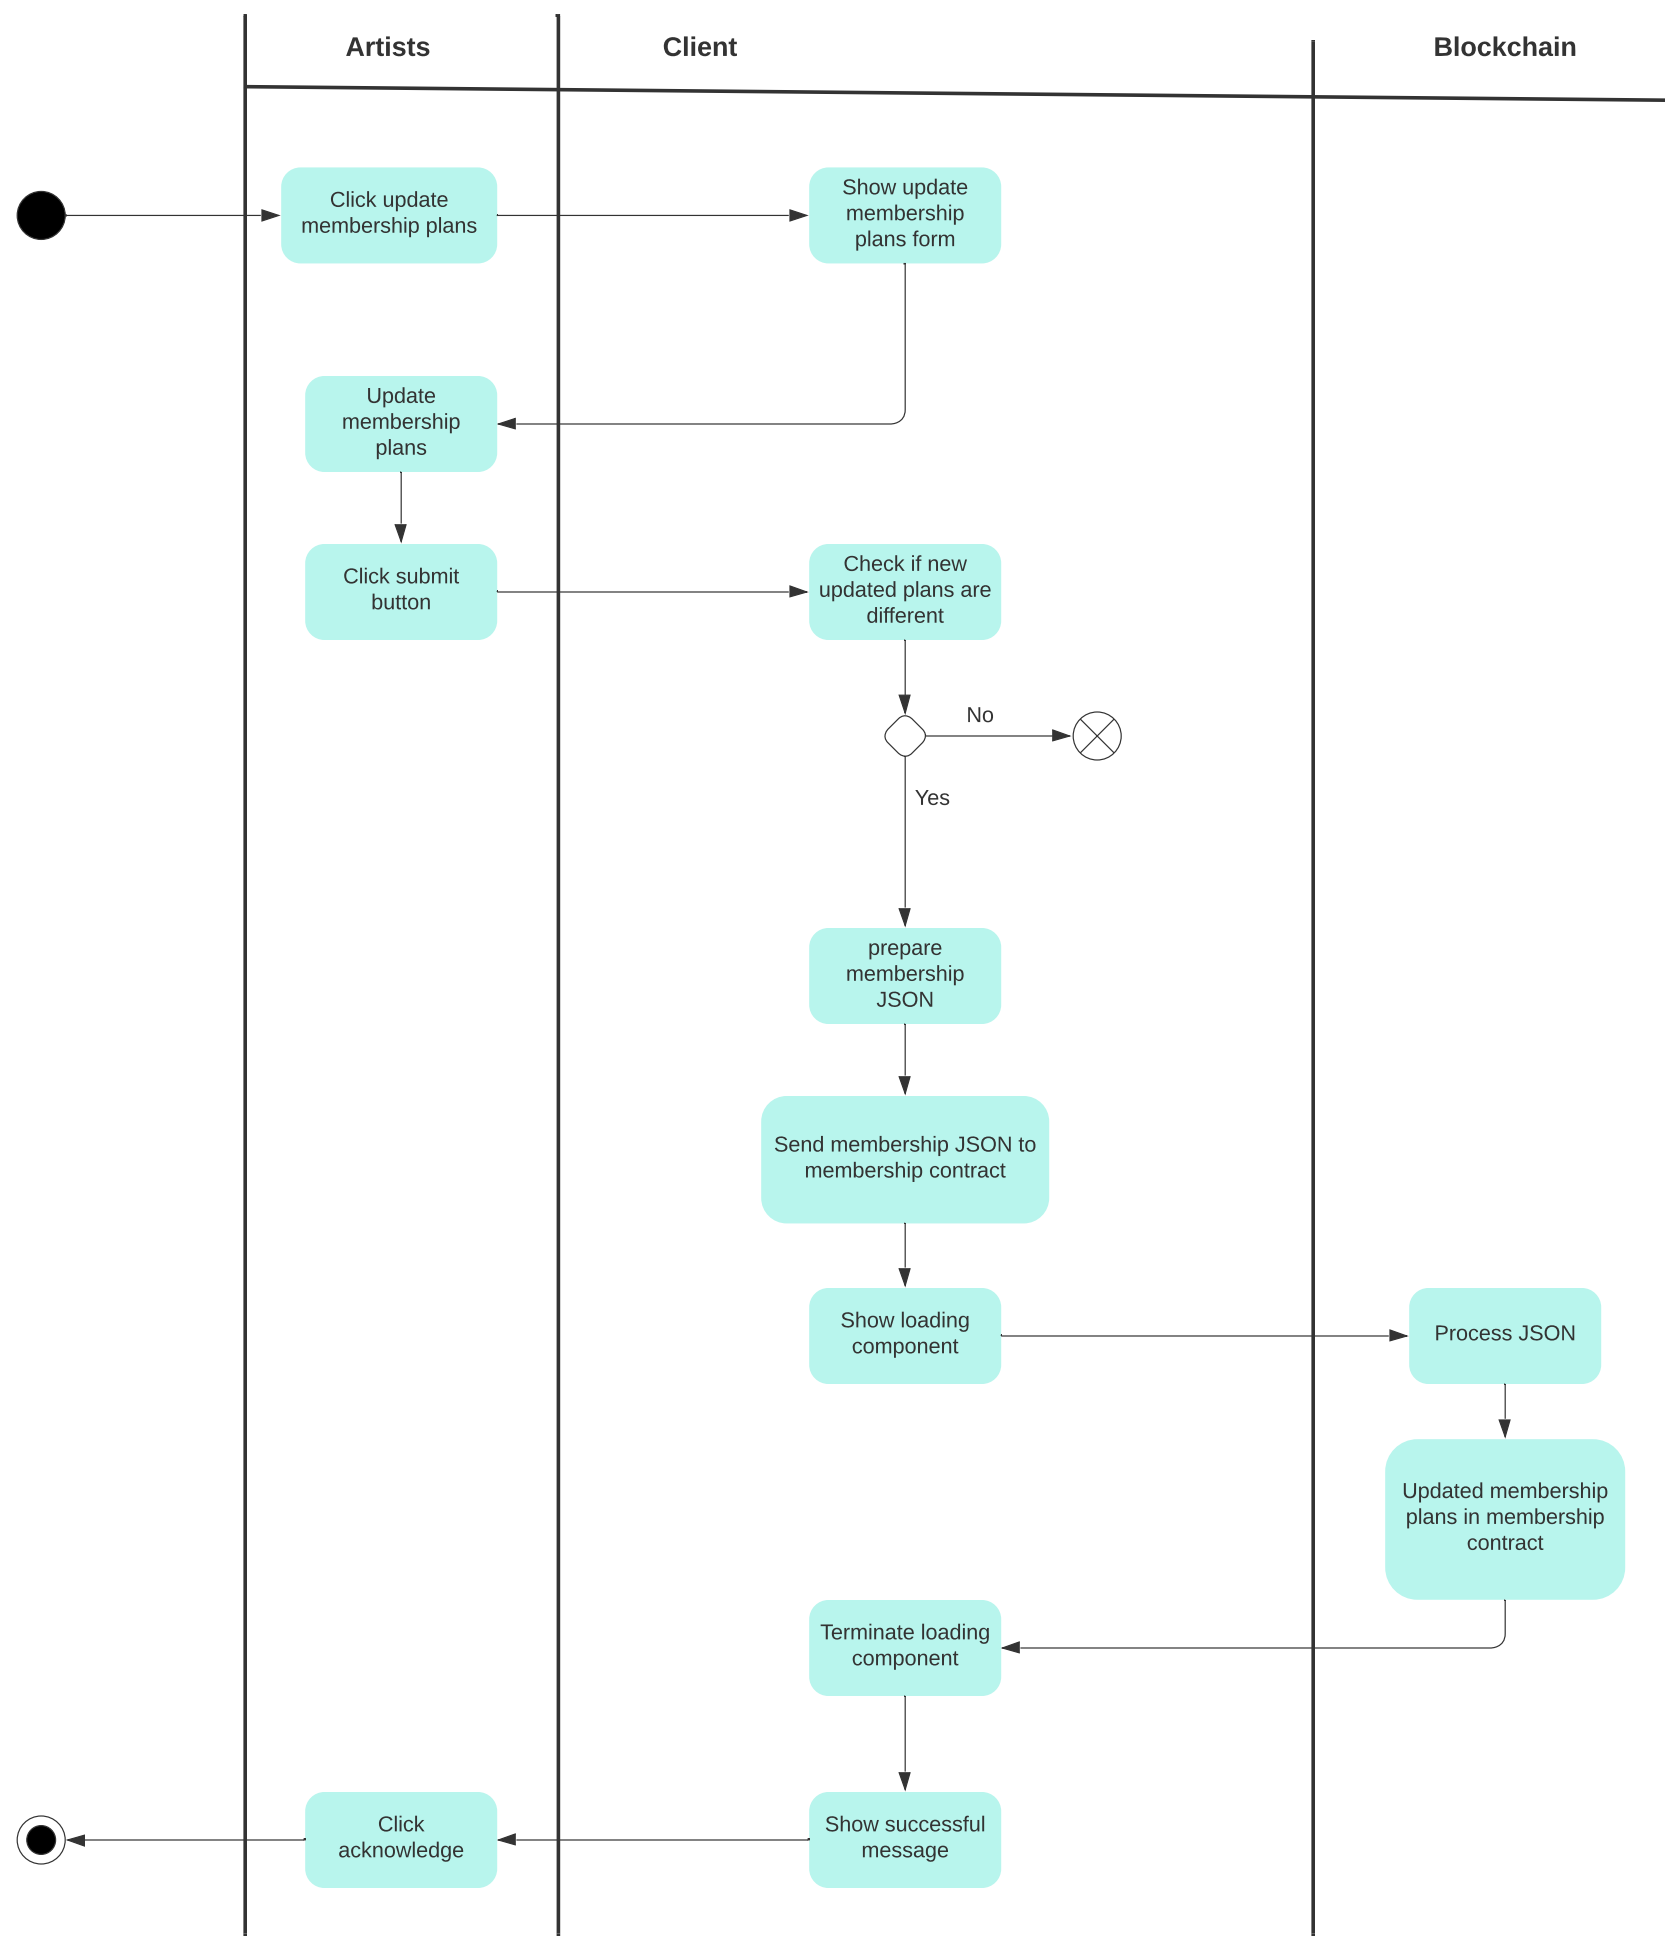 Artists
Client
Blockchain
Click update
membership plans
Show update
membership
plans form
Update
membership
plans
Click submit
button
Check if new
updated plans are
different
No
Yes
prepare
membership
JSON
Send membership JSON to
membership contract
Show loading
component
Process JSON
Updated membership
plans in membership
contract
Terminate loading
component
Click
acknowledge
Show successful
message